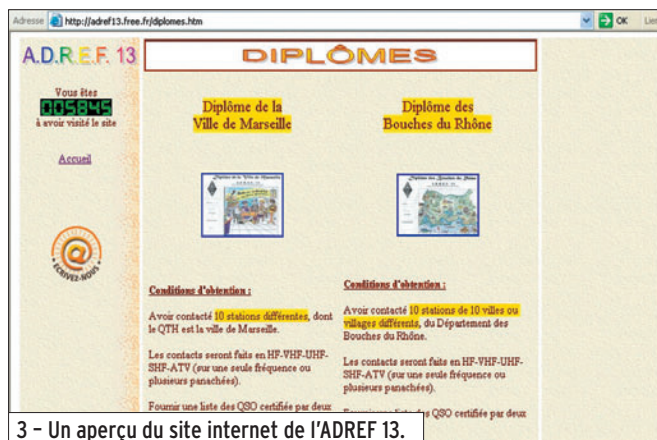 Adresse http://adref13.free.fr/diplomes.htm OK Lien
A.D.R.E.F. 13
DIPLÔMES
Vous êtes
005845
à avoir visité le site
Accueil
ECRIVEZ-NOUS
Diplôme de la
Ville de Marseille
Conditions d'obtention :
Avoir contacté 10 stations différentes, dont
le QTH est la ville de Marseille.
Les contacts seront faits en HF-VHF-UHF-
SHF-ATV (sur une seule fréquence ou
plusieurs panachées).
Fournir une liste des QSO certifiée par deux
Diplôme des
Bouches du Rhône
Conditions d'obtention :
Avoir contacté 10 stations de 10 villes ou
villages différents, du Département des
Bouches du Rhône.
Les contacts seront faits en HF-VHF-UHF-
SHF-ATV (sur une seule fréquence ou
plusieurs panachées).
des QSO certifiée par deux
3 – Un aperçu du site internet de l'ADREF 13.